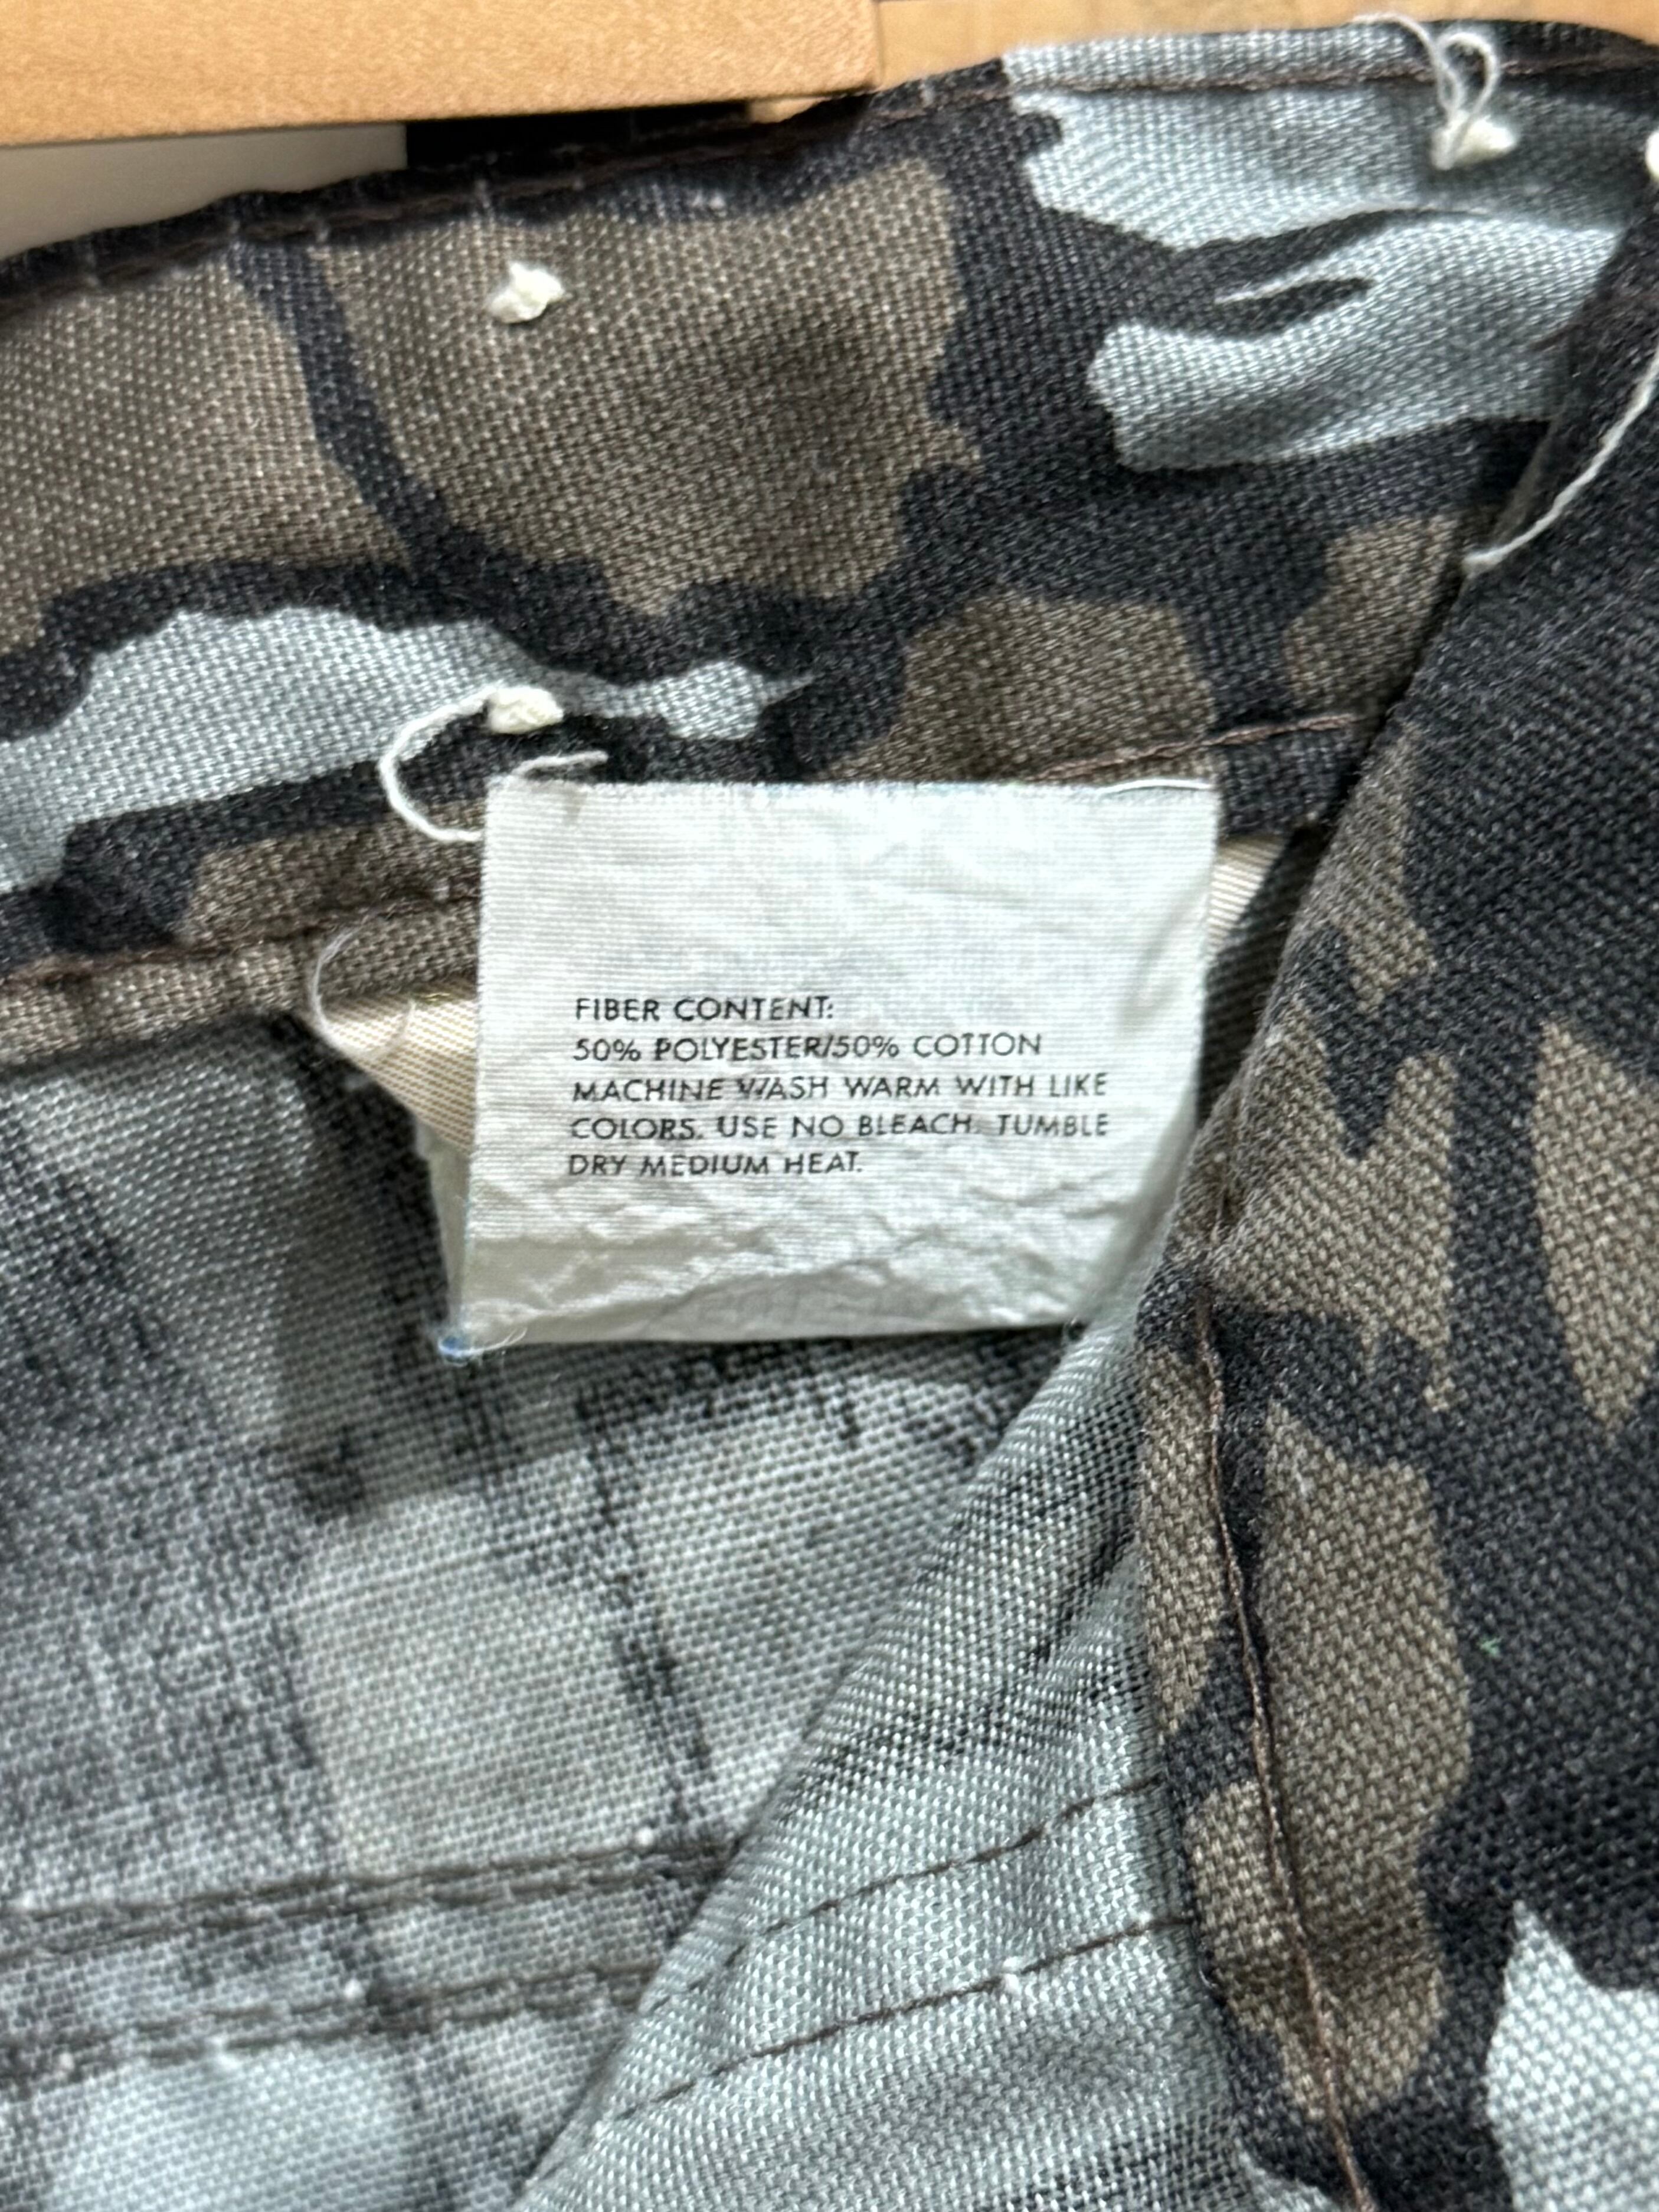 FIBER CONTENT:
50% POLYESTER/50% COTTON
MACHINE WASH WARM WITH LIKE
COLORS. USE NO BLEACH. TUMBLE
DRY MEDIUM HEAT.